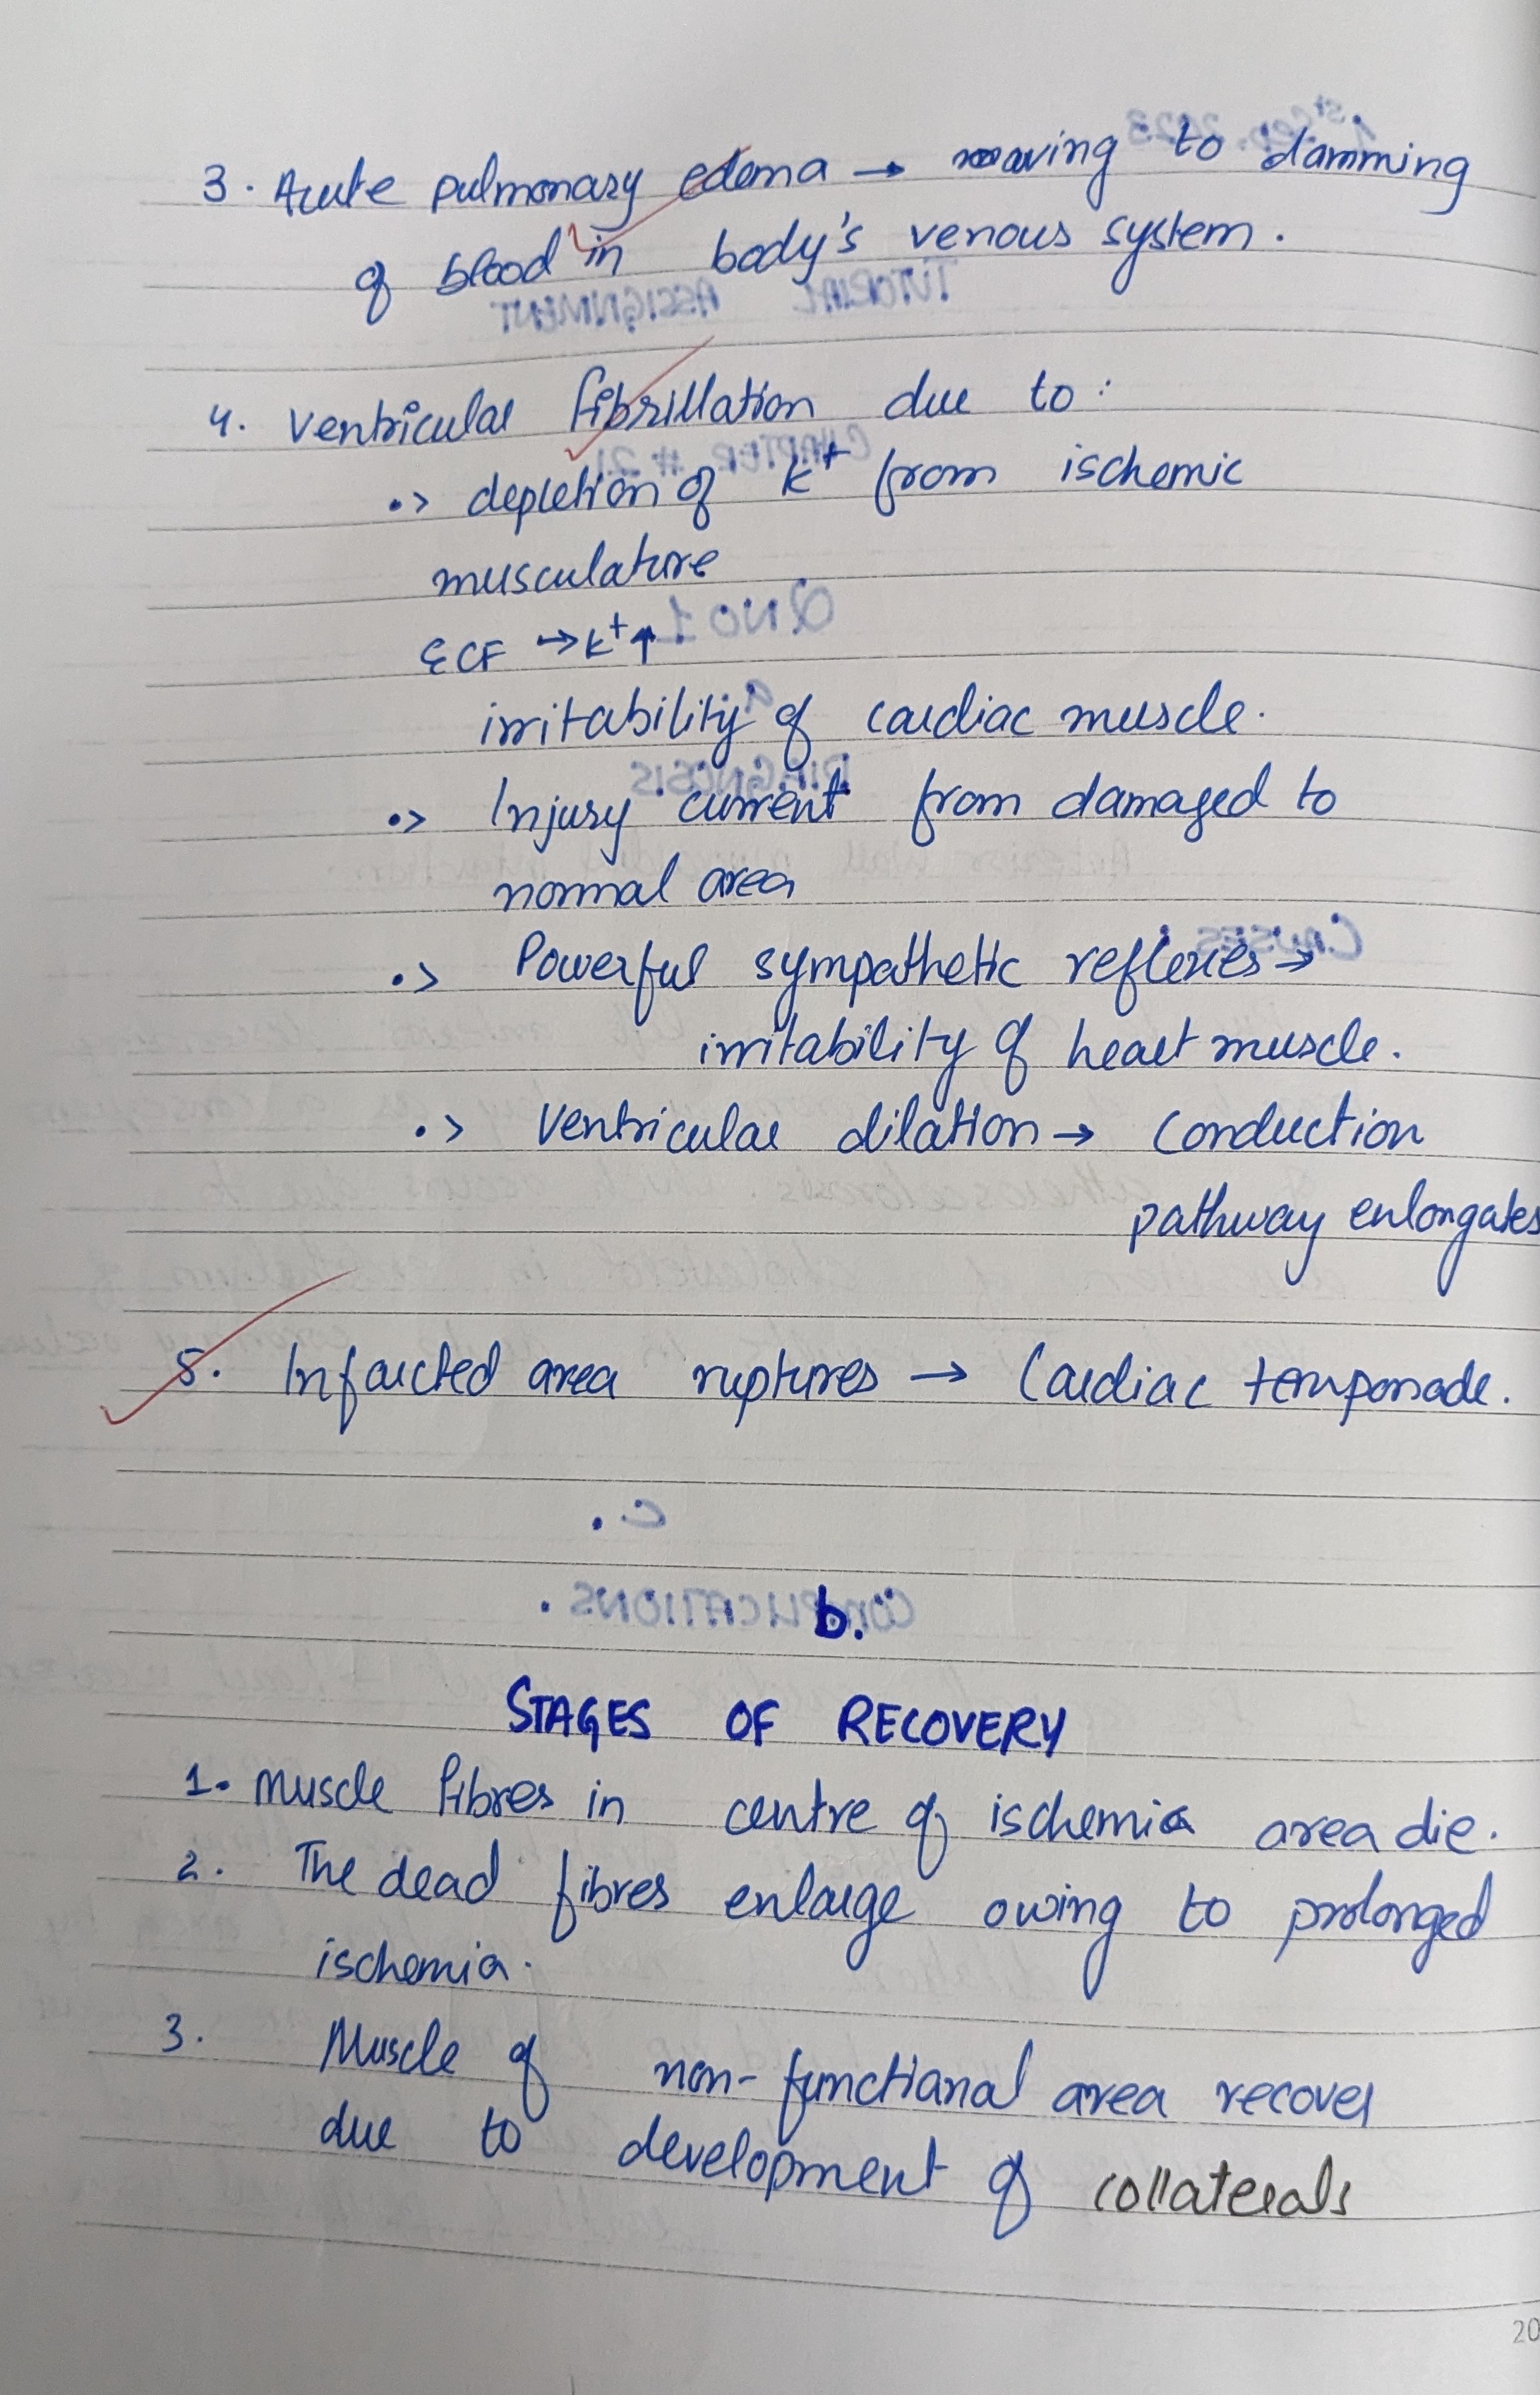 3. Acute pulmonary edema → owing to damming
of blood in body's venous system.
4. Ventricular fibrillation due to:
•> depletion of K⁺ from ischemic
musculature
ECF → K⁺↑
irritability of cardiac muscle.
•> Injury current from damaged to
normal area
•> Powerful sympathetic reflexes →
irritability of heart muscle.
•> Ventricular dilation → Conduction
pathway enlongates
5. Infarcted area ruptures → Cardiac temponade.
b.
STAGES OF RECOVERY
1. Muscle fibres in centre of ischemia area die.
2. The dead fibres enlarge owing to prolonged
ischemia.
3. Muscle of non-functional area recover
due to development of collaterals
20